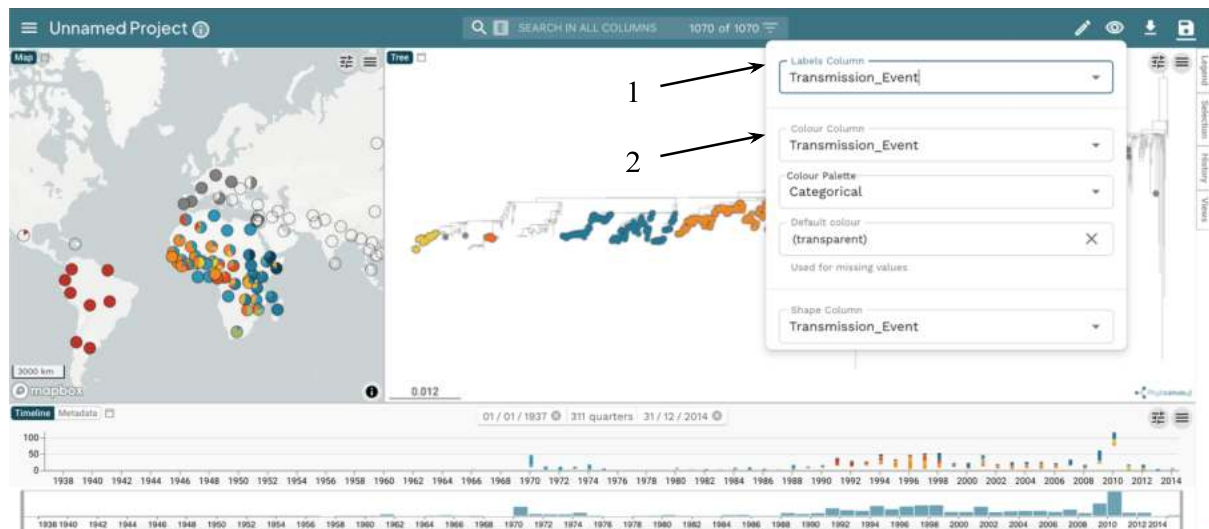 Unnamed Project
SEARCH IN ALL COLUMNS 1070 of 1070
Map
Tree
Legend
Selection
History
Views
1
Labels Column
Transmission_Event
2
Colour Column
Transmission_Event
Colour Palette
Categorical
Default colour
(transparent)
Used for missing values
Shape Column
Transmission_Event
3000 km
mapbox
0.012
Timeline Metadata
01 / 01 / 1937 311 quarters 31 / 12 / 2014
100
50
0
1938 1940 1942 1944 1946 1948 1950 1952 1954 1956 1958 1960 1962 1964 1966 1968 1970 1972 1974 1976 1978 1980 1982 1984 1986 1988 1990 1992 1994 1996 1998 2000 2002 2004 2006 2008 2010 2012 2014
1938 1940 1942 1944 1946 1948 1950 1952 1954 1956 1958 1960 1962 1964 1966 1968 1970 1972 1974 1976 1978 1980 1982 1984 1986 1988 1990 1992 1994 1996 1998 2000 2002 2004 2006 2008 2010 2012 2014